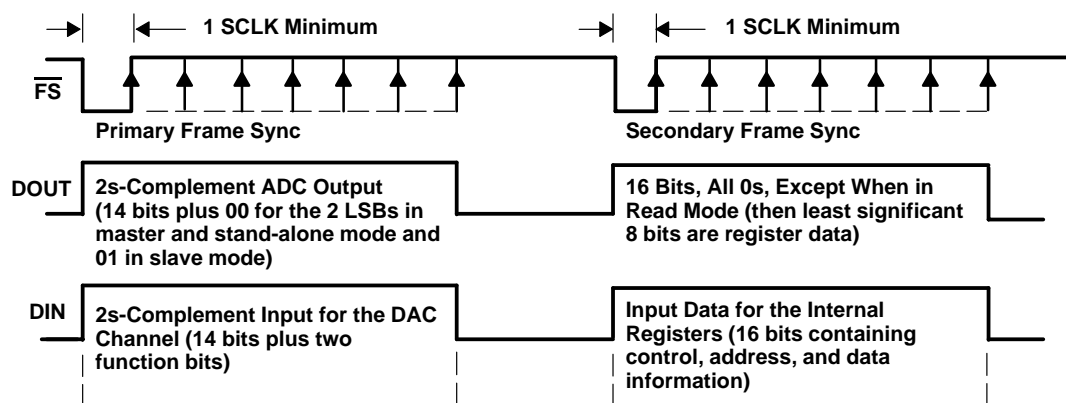 1 SCLK Minimum
1 SCLK Minimum
FS
Primary Frame Sync
Secondary Frame Sync
DOUT
2s-Complement ADC Output
(14 bits plus 00 for the 2 LSBs in
master and stand-alone mode and
01 in slave mode)
16 Bits, All 0s, Except When in
Read Mode (then least significant
8 bits are register data)
DIN
2s-Complement Input for the DAC
Channel (14 bits plus two
function bits)
Input Data for the Internal
Registers (16 bits containing
control, address, and data
information)